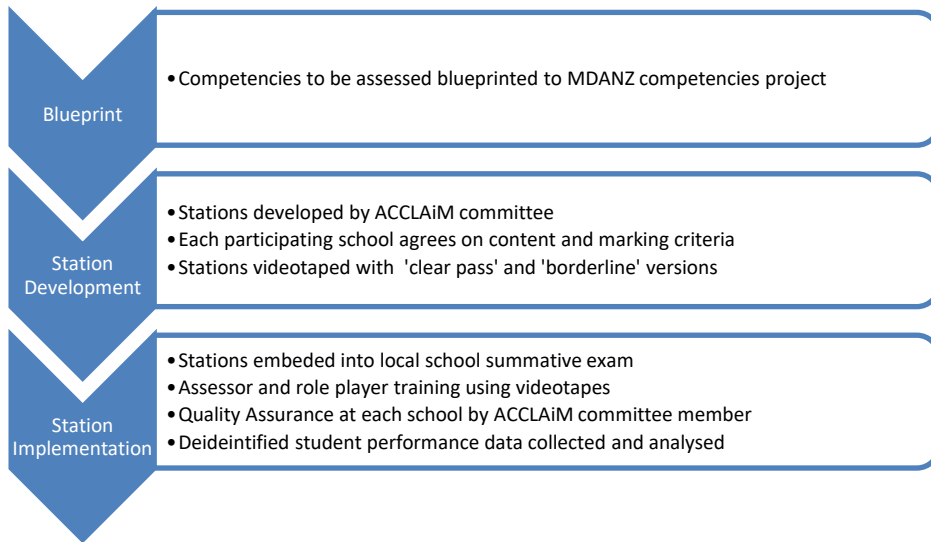 Blueprint
•Competencies to be assessed blueprinted to MDANZ competencies project
Station
Development
•Stations developed by ACCLAiM committee
•Each participating school agrees on content and marking criteria
•Stations videotaped with 'clear pass' and 'borderline' versions
Station
Implementation
•Stations embeded into local school summative exam
•Assessor and role player training using videotapes
•Quality Assurance at each school by ACCLAiM committee member
•Deideintified student performance data collected and analysed